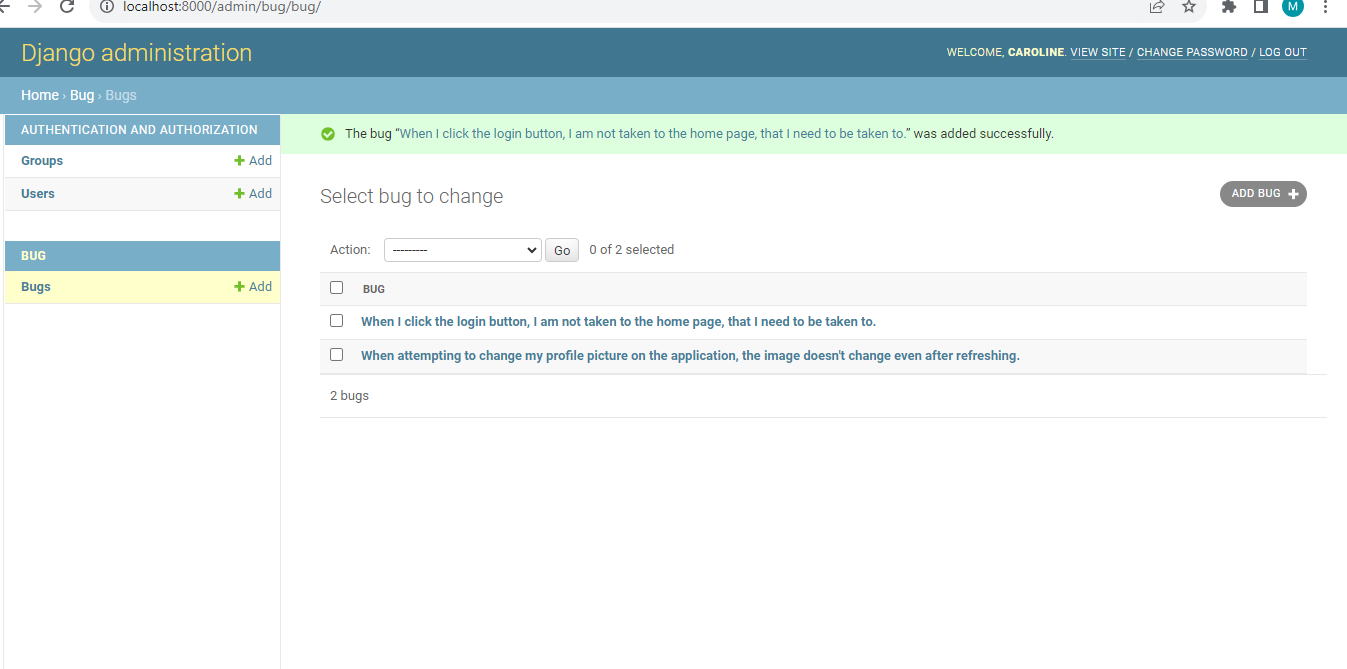 localhost:8000/admin/bug/bug/
M
Django administration
WELCOME, CAROLINE. VIEW SITE / CHANGE PASSWORD / LOG OUT
Home › Bug › Bugs
AUTHENTICATION AND AUTHORIZATION
Groups
Add
Users
Add
BUG
Bugs
Add
The bug “When I click the login button, I am not taken to the home page, that I need to be taken to.” was added successfully.
Select bug to change
ADD BUG
Action: --------- Go 0 of 2 selected
BUG
When I click the login button, I am not taken to the home page, that I need to be taken to.
When attempting to change my profile picture on the application, the image doesn't change even after refreshing.
2 bugs